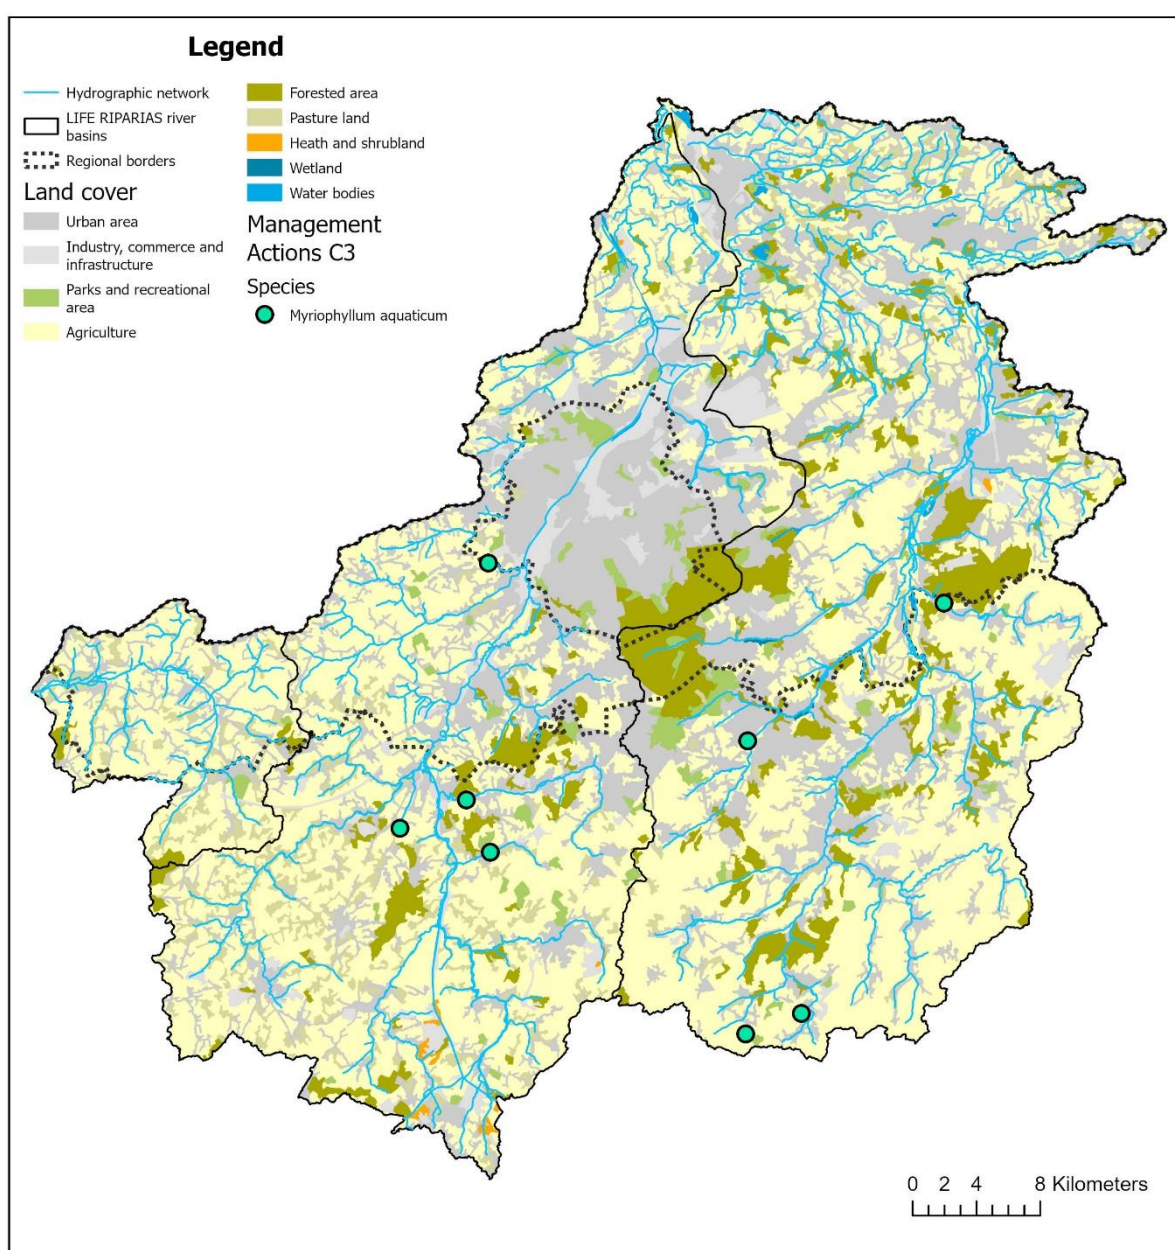 Legend
Hydrographic network
LIFE RIPARIAS river
basins
Regional borders
Land cover
Urban area
Industry, commerce and
infrastructure
Parks and recreational
area
Agriculture
Forested area
Pasture land
Heath and shrubland
Wetland
Water bodies
Management
Actions C3
Species
Myriophyllum aquaticum
0 2 4 8 Kilometers